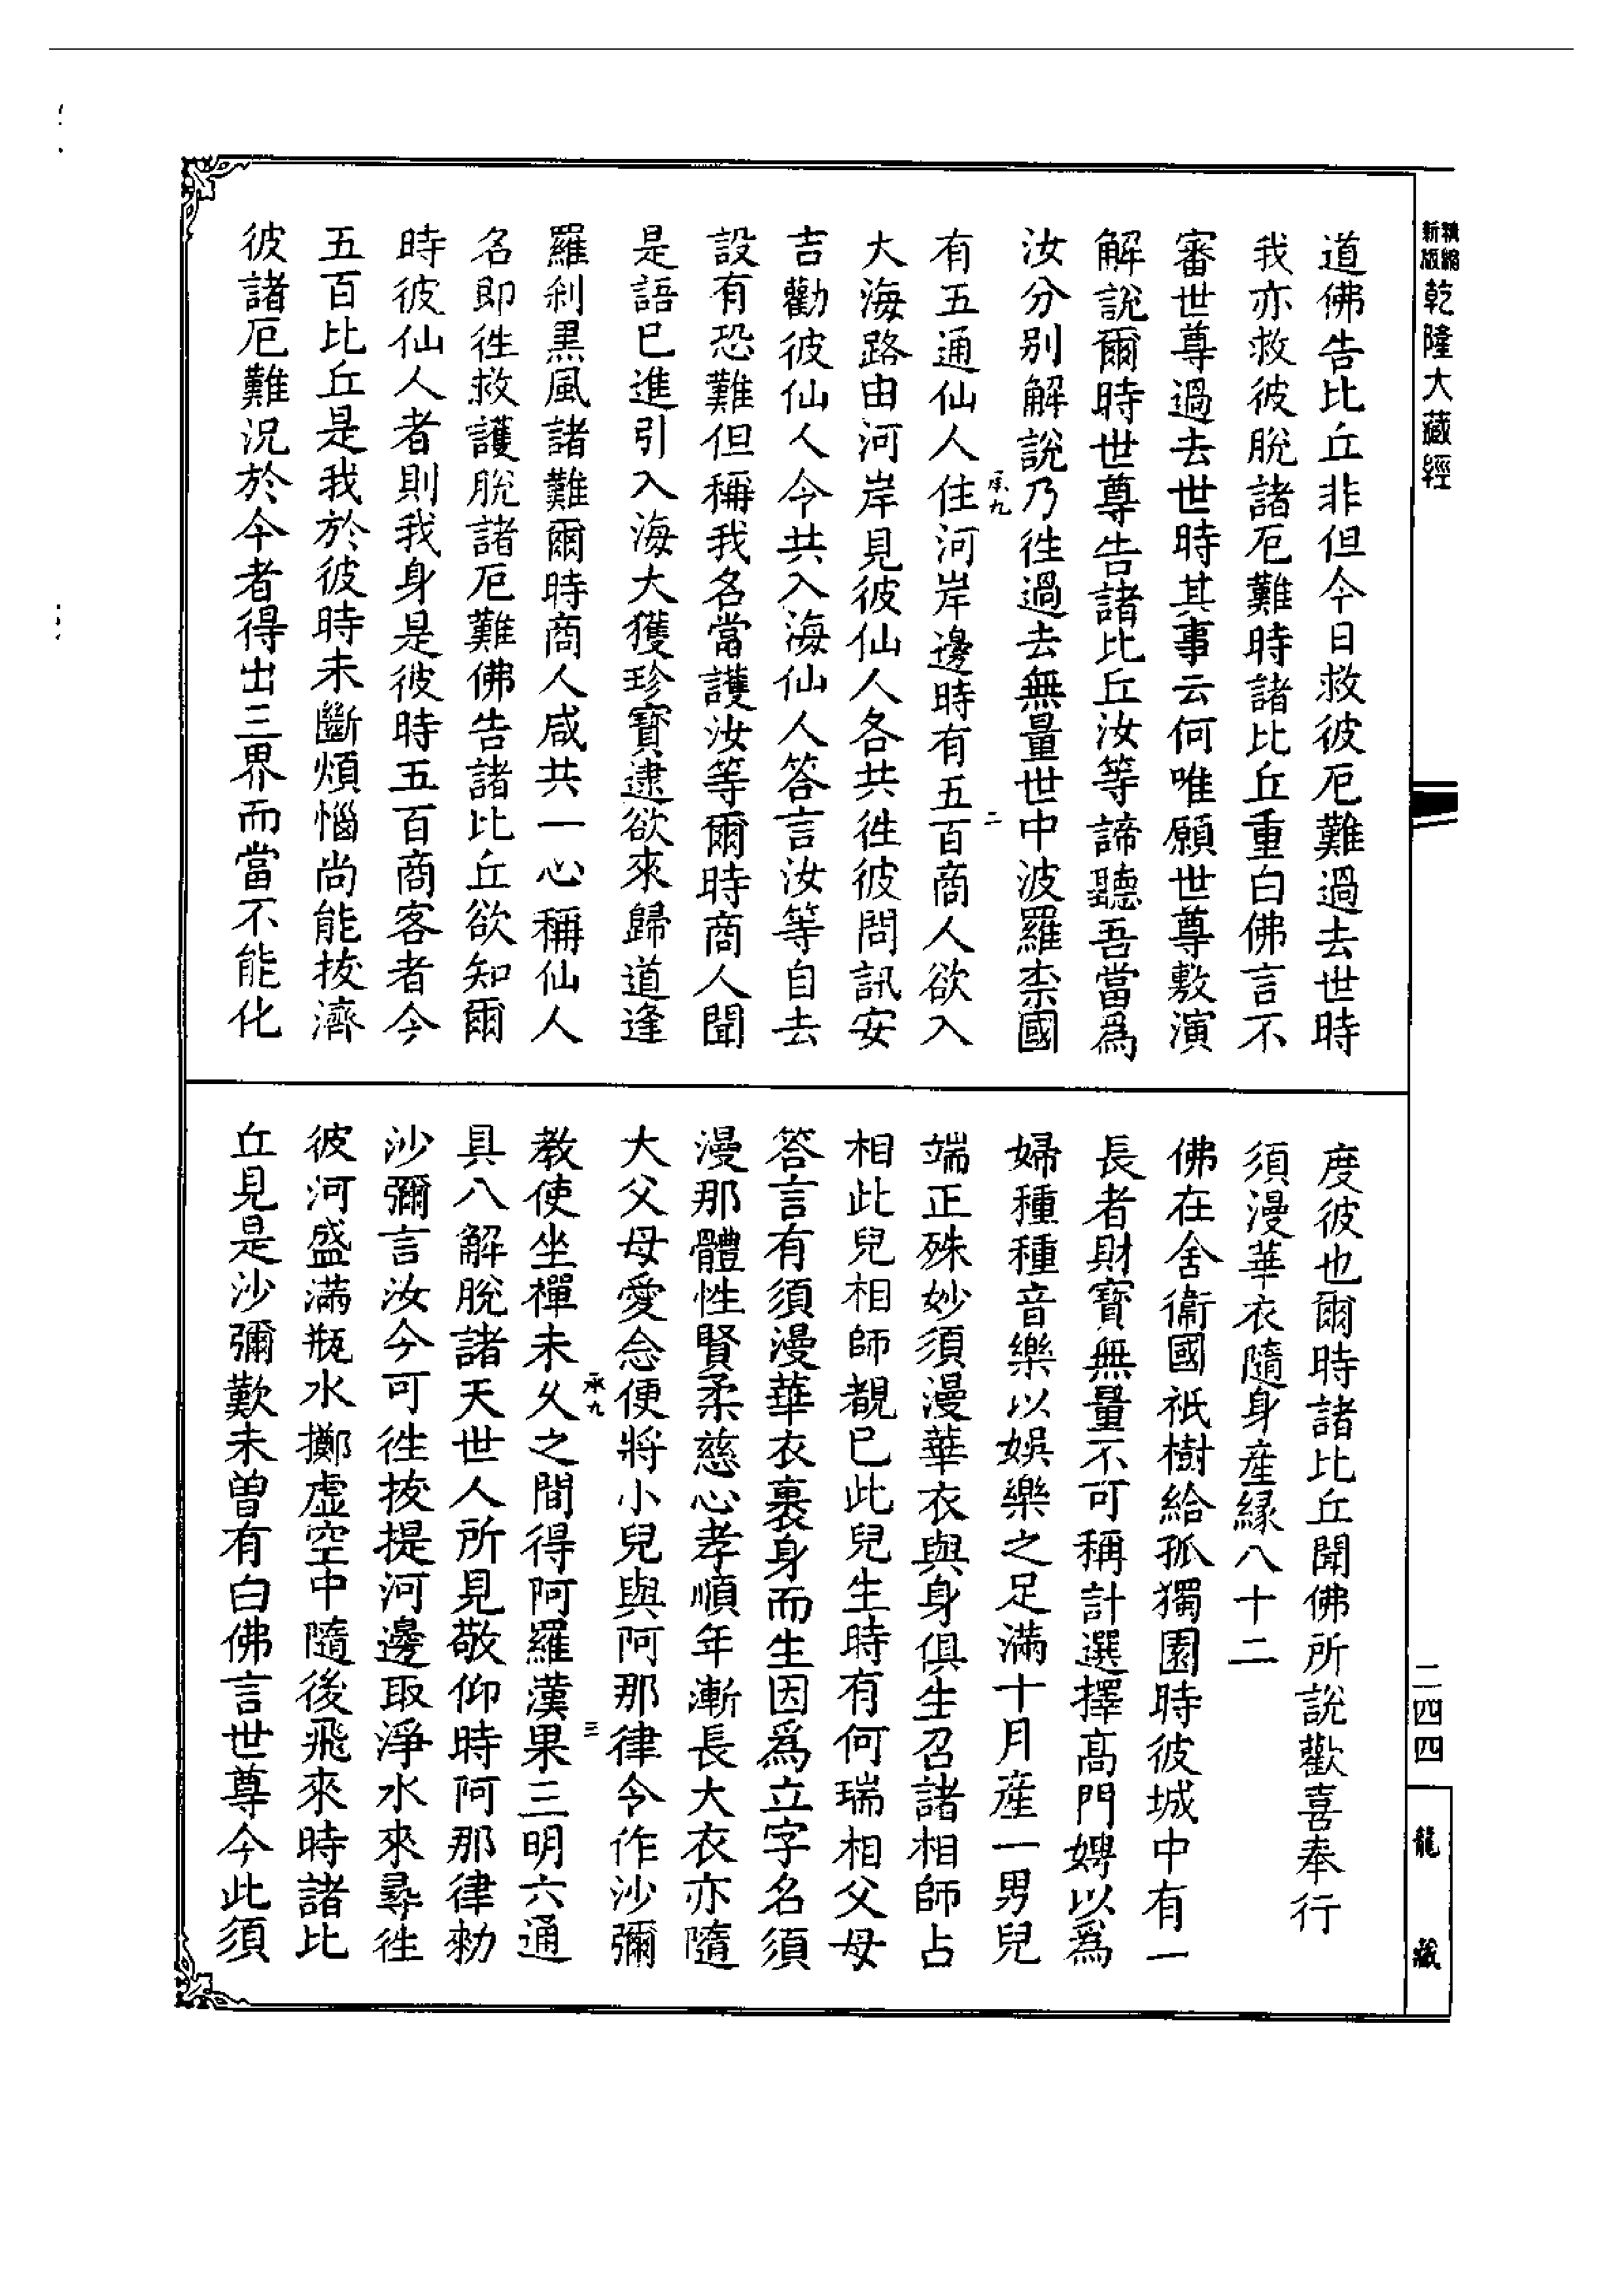 新編
縮版
乾隆大藏經
道佛告比丘非但今日救彼厄難過去世時
我亦救彼脫諸厄難時諸比丘重白佛言不
審世尊過去世時其事云何唯願世尊敷演
解說爾時世尊告諸比丘汝等諦聽吾當為
汝分別解說乃徃過去無量世中波羅柰國
承九
二
有五通仙人住河岸邊時有五百商人欲入
大海路由河岸見彼仙人各共徃彼問訊安
吉勸彼仙人今共入海仙人答言汝等自去
設有恐難但稱我名當護汝等爾時商人聞
是語已進引入海大獲珍寶逮欲來歸道逢
羅刹黑風諸難爾時商人咸共一心稱仙人
名即徃救護脫諸厄難佛告諸比丘欲知爾
時彼仙人者則我身是彼時五百商客者今
五百比丘是我於彼時未斷煩惱尚能拔濟
彼諸厄難況於今者得出三界而當不能化
度彼也爾時諸比丘聞佛所說歡喜奉行
須漫華衣隨身産緣八十二
佛在舍衞國祇樹給孤獨園時彼城中有一
長者財寶無量不可稱計選擇高門娉以爲
婦種種音樂以娛樂之足滿十月産一男兒
端正殊妙須漫華衣與身俱生召諸相師占
相此兒相師覩已此兒生時有何瑞相父母
答言有須漫華衣裹身而生因爲立字名須
漫那體性賢柔慈心孝順年漸長大衣亦隨
大父母愛念便將小兒與阿那律令作沙彌
承九
三
教使坐禪未久之間得阿羅漢果三明六通
具八解脫諸天世人所見敬仰時阿那律勑
沙彌言汝今可徃拔提河邊取淨水來尋徃
彼河盛滿瓶水擲虛空中隨後飛來時諸比
丘見是沙彌歎未曾有白佛言世尊今此須
二四四
龍藏